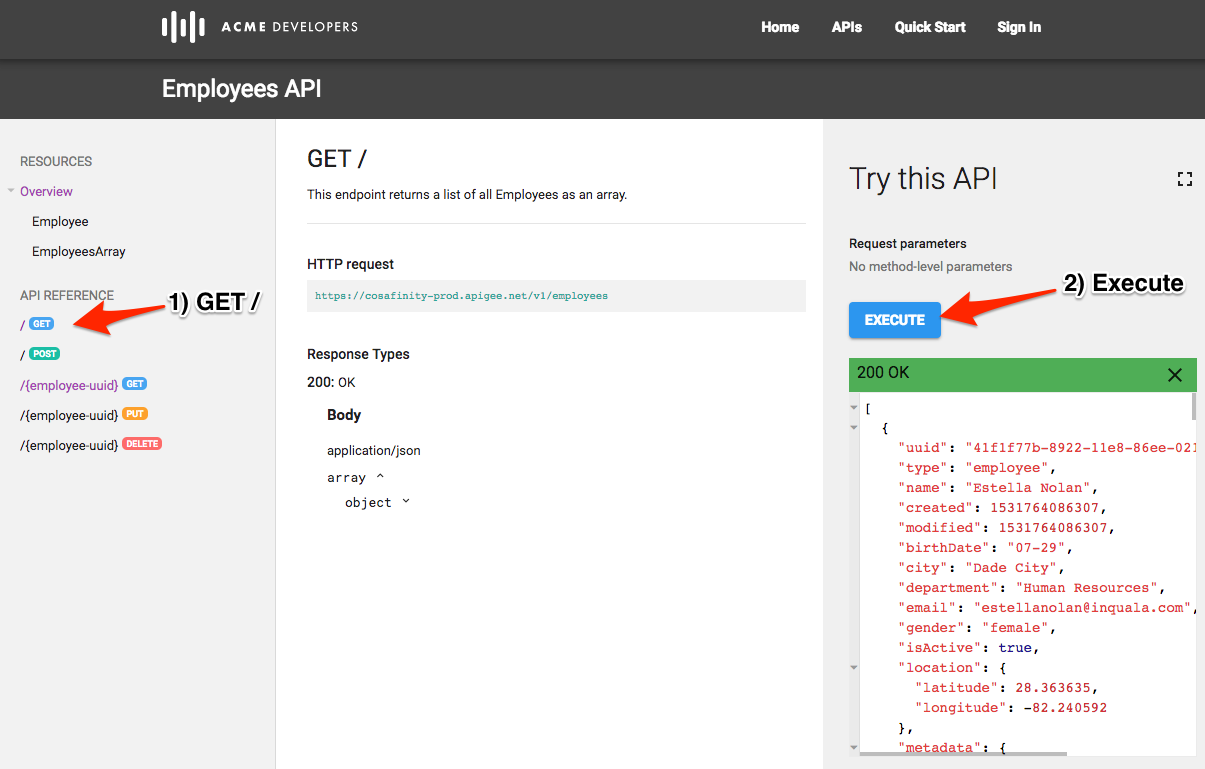 ACME DEVELOPERS
Home APIs Quick Start Sign In
Employees API
RESOURCES
Overview
Employee
EmployeesArray
API REFERENCE
/ GET
/ POST
/{employee-uuid} GET
/{employee-uuid} PUT
/{employee-uuid} DELETE
1) GET /
GET /
This endpoint returns a list of all Employees as an array.
HTTP request
https://cosafinity-prod.apigee.net/v1/employees
Response Types
200: OK
Body
application/json
array
object
Try this API
Request parameters
No method-level parameters
2) Execute
EXECUTE
200 OK
[
{
"uuid": "41f1f77b-8922-11e8-86ee-021
"type": "employee",
"name": "Estella Nolan",
"created": 1531764086307,
"modified": 1531764086307,
"birthDate": "07-29",
"city": "Dade City",
"department": "Human Resources",
"email": "estellanolan@inquala.com",
"gender": "female",
"isActive": true,
"location": {
"latitude": 28.363635,
"longitude": -82.240592
},
"metadata": {